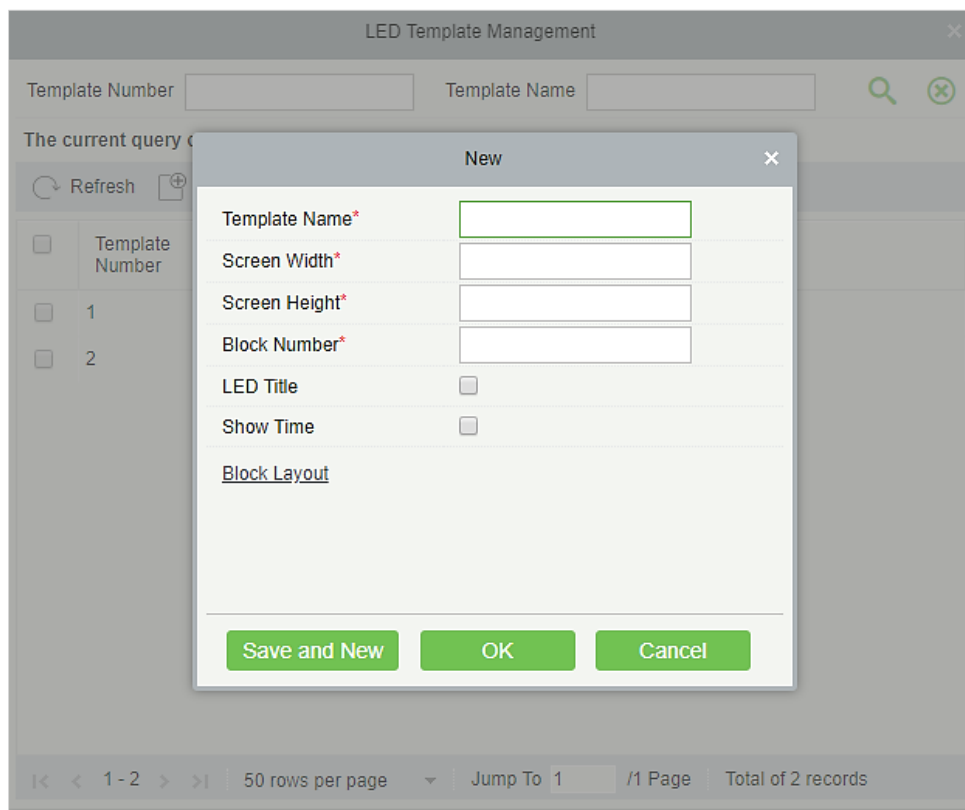 LED Template Management
Template Number Template Name
The current query
New
Refresh
Template Name*
Screen Width*
Screen Height*
Block Number*
LED Title
Show Time
Block Layout
Save and New OK Cancel
Template
Number
1
2
1 - 2 50 rows per page Jump To 1 /1 Page Total of 2 records